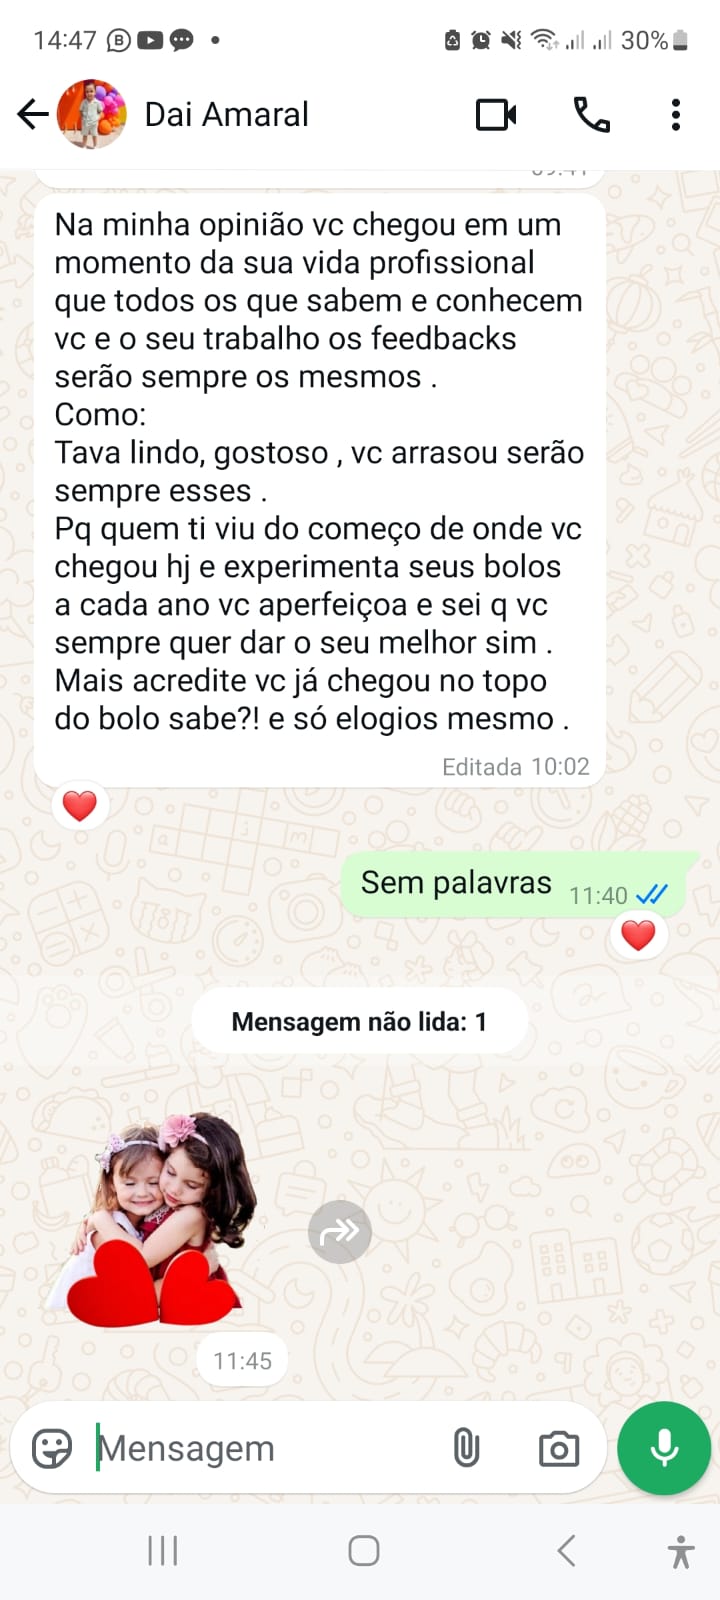 14:47
30%
Dai Amaral
Na minha opinião vc chegou em um
momento da sua vida profissional
que todos os que sabem e conhecem
vc e o seu trabalho os feedbacks
serão sempre os mesmos .
Como:
Tava lindo, gostoso , vc arrasou serão
sempre esses .
Pq quem ti viu do começo de onde vc
chegou hj e experimenta seus bolos
a cada ano vc aperfeiçoa e sei q vc
sempre quer dar o seu melhor sim .
Mais acredite vc já chegou no topo
do bolo sabe?! e só elogios mesmo .
Editada 10:02
Sem palavras 11:40
Mensagem não lida: 1
11:45
Mensagem